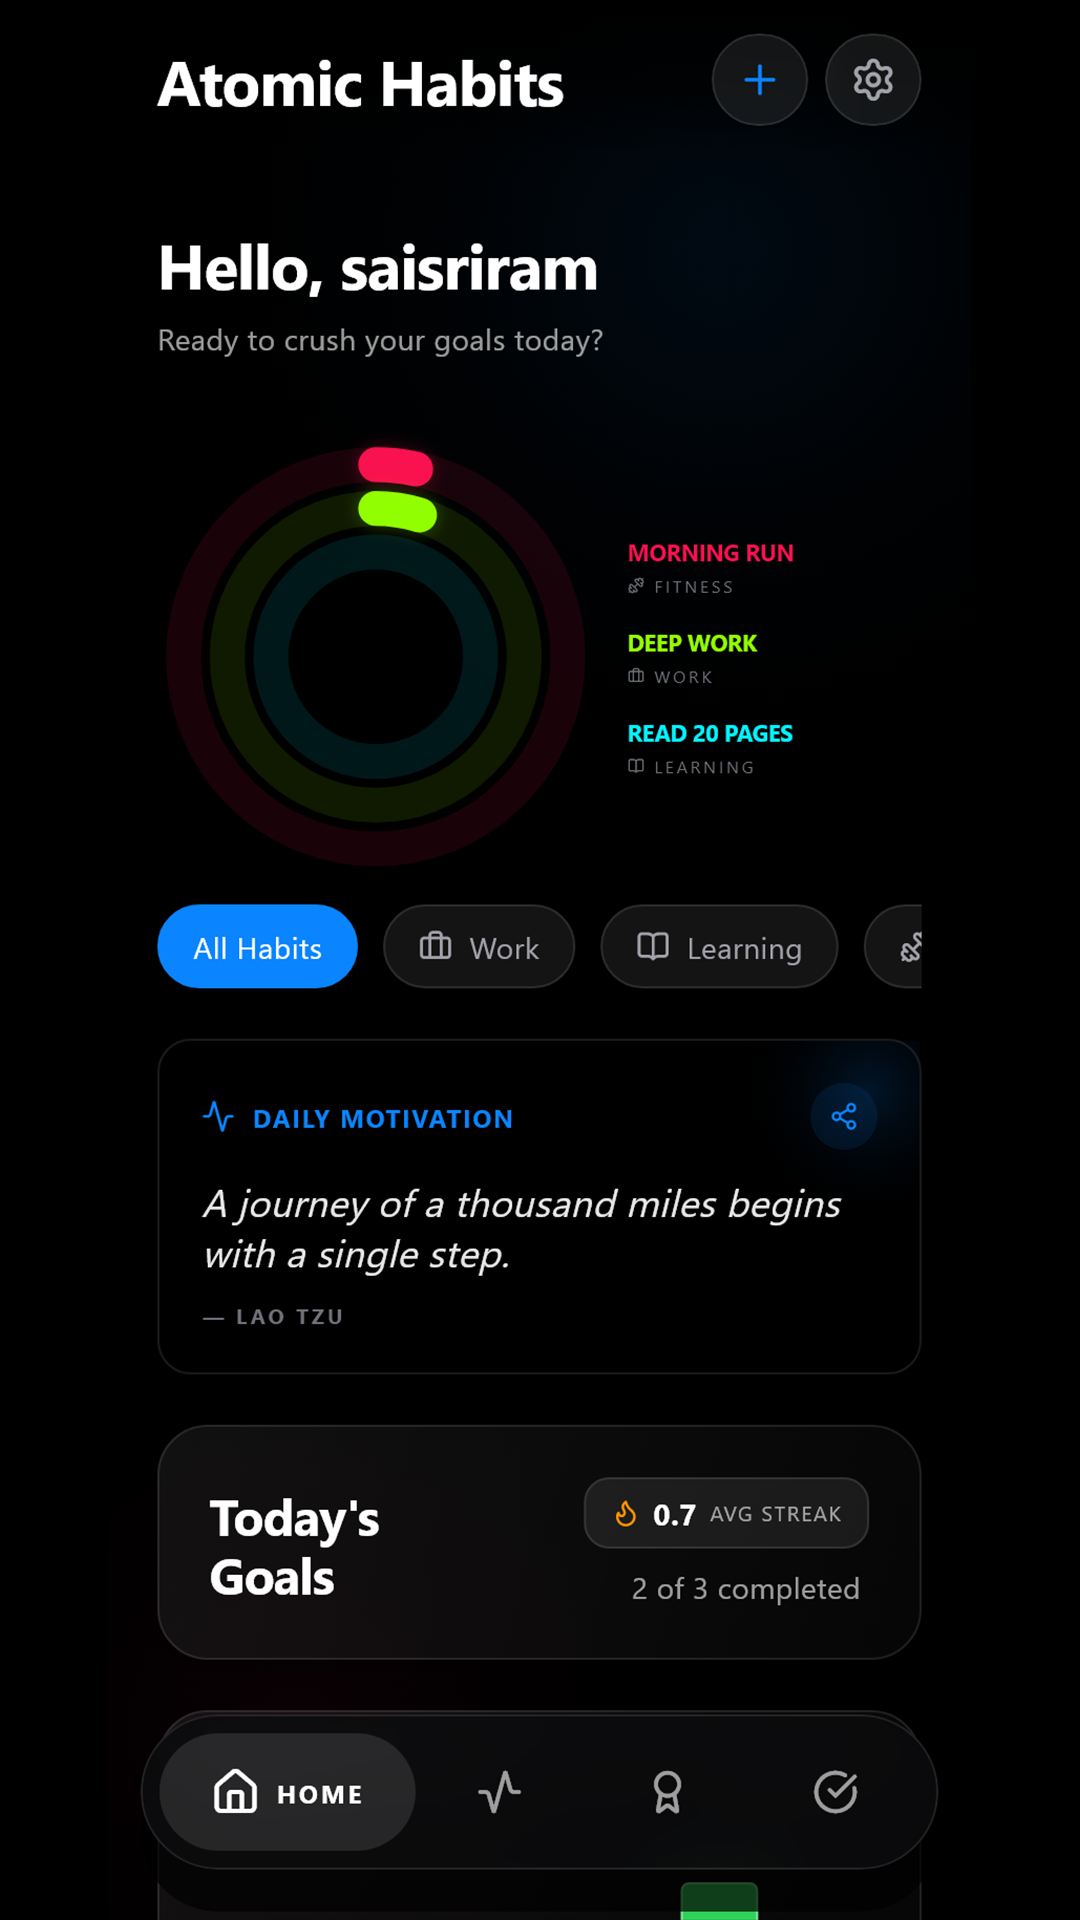 Atomic Habits
Hello, saisriram
Ready to crush your goals today?
MORNING RUN
FITNESS
DEEP WORK
WORK
READ 20 PAGES
LEARNING
All Habits
Work
Learning
DAILY MOTIVATION
A journey of a thousand miles begins
with a single step.
— LAO TZU
Today's
Goals
0.7 AVG STREAK
2 of 3 completed
HOME